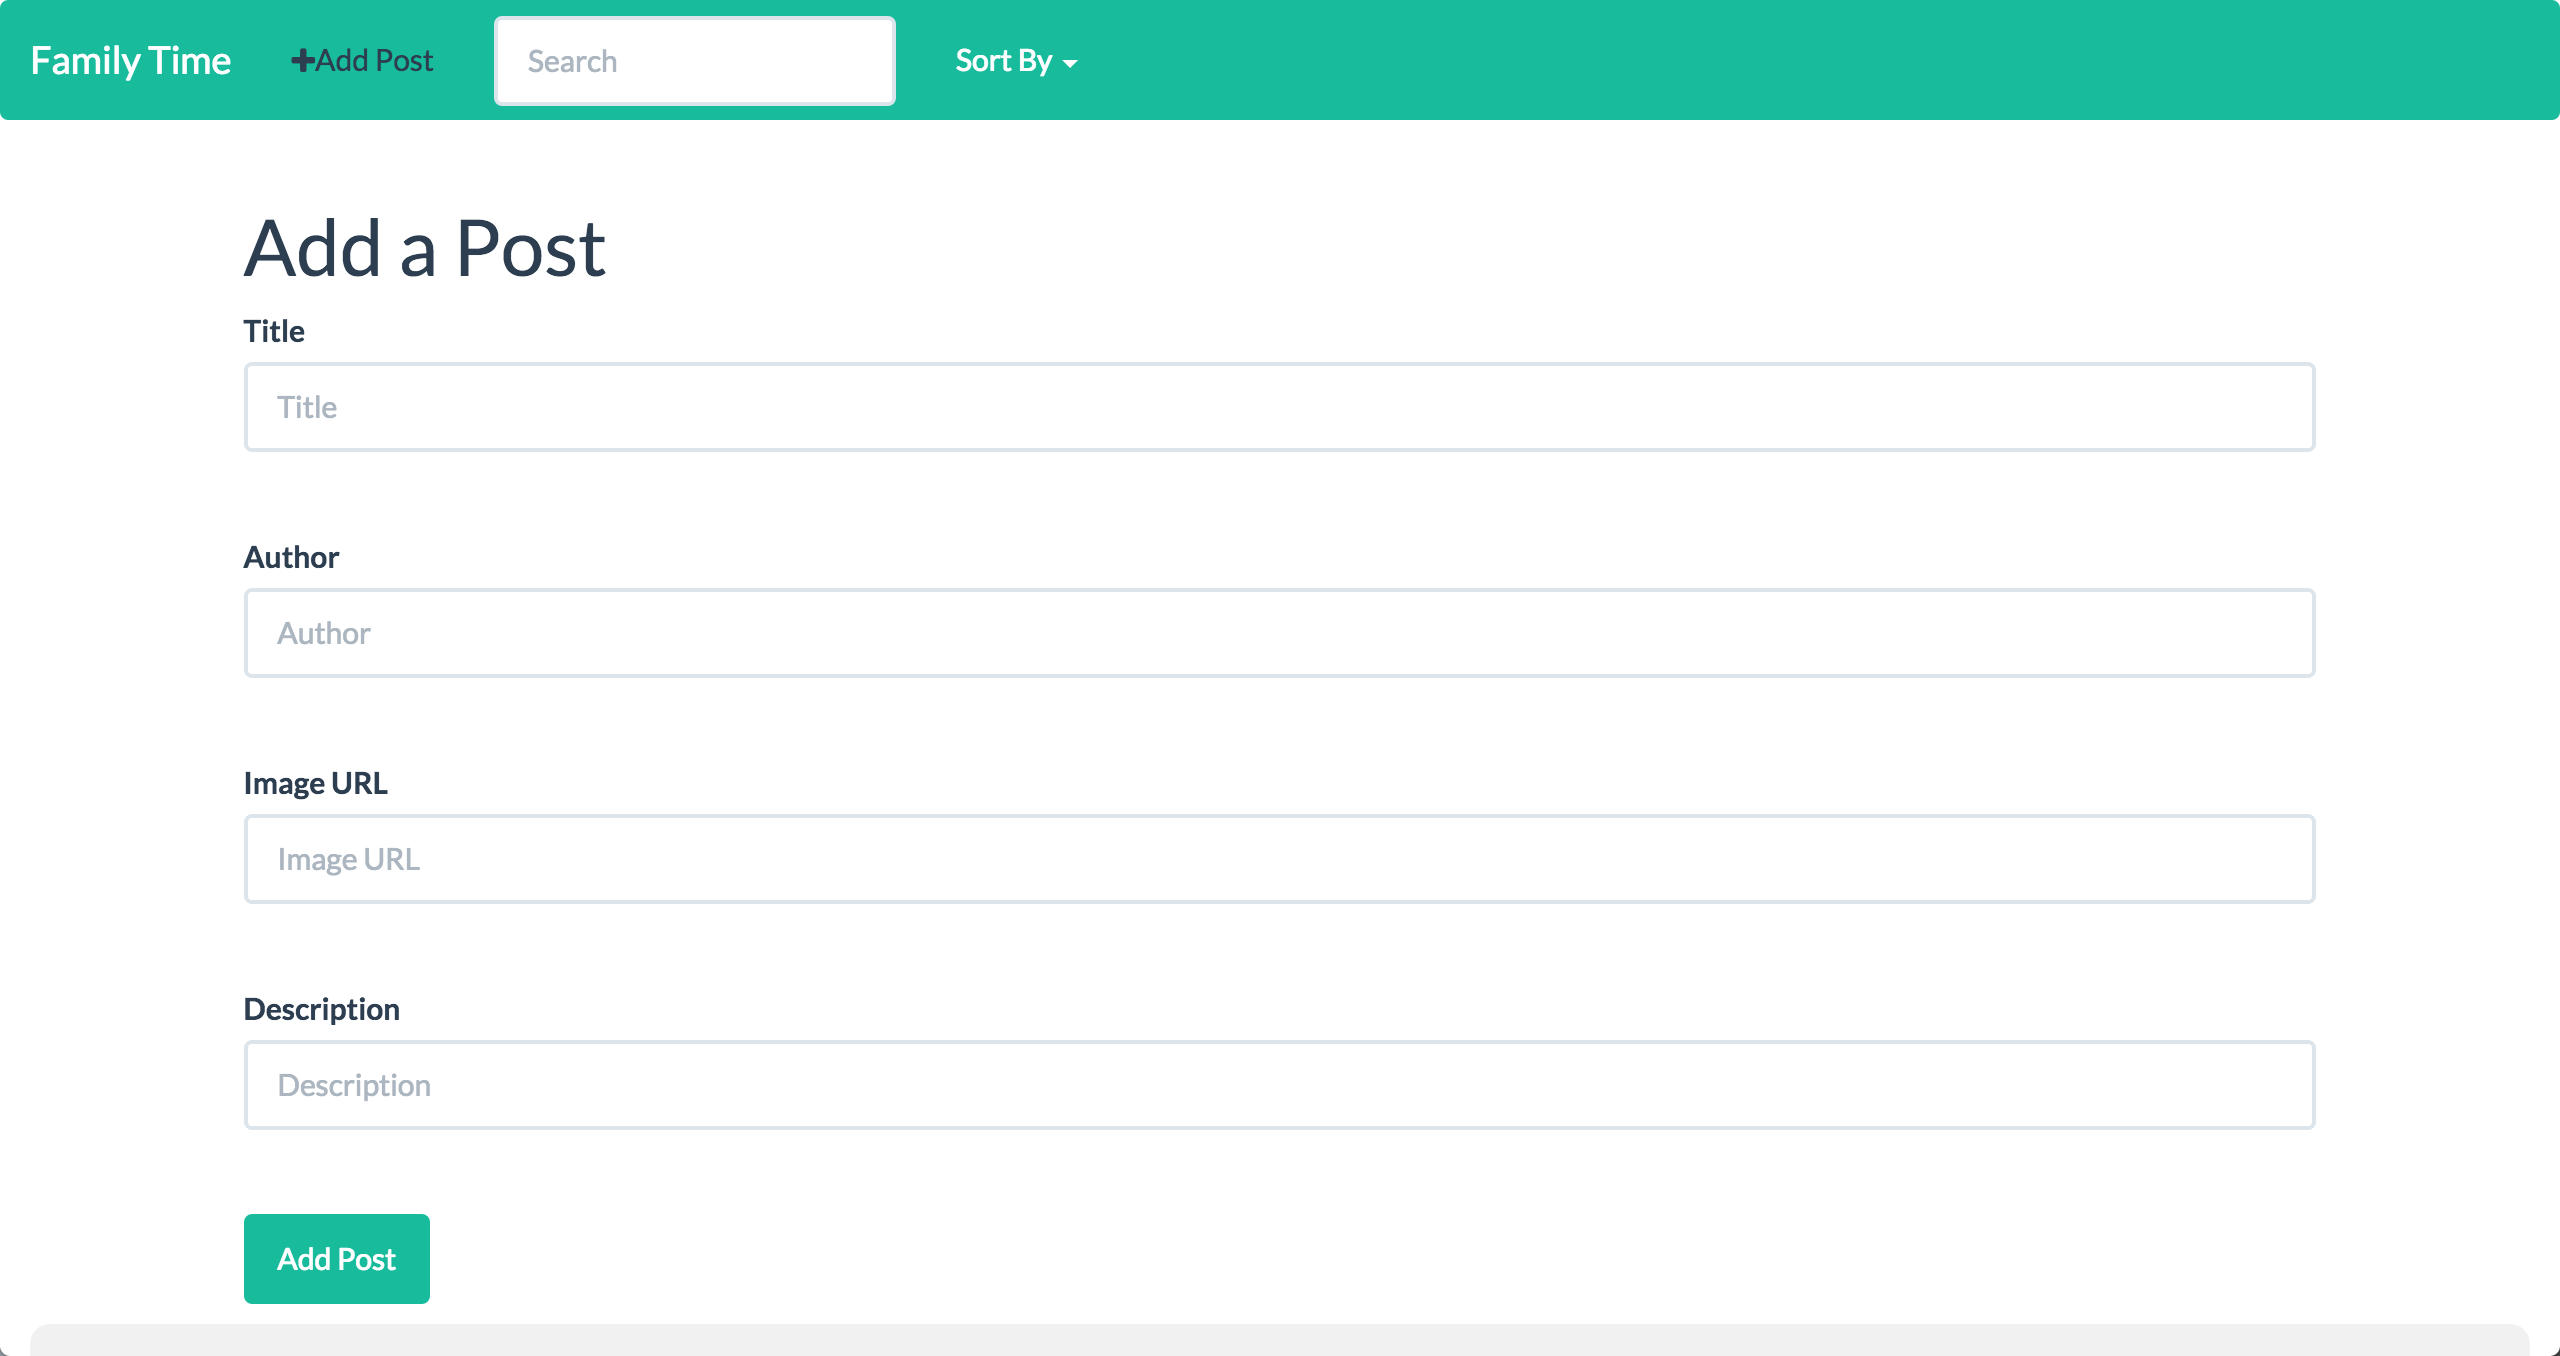 Family Time
Add Post
Search
Sort By
Add a Post
Title
Title
Author
Author
Image URL
Image URL
Description
Description
Add Post